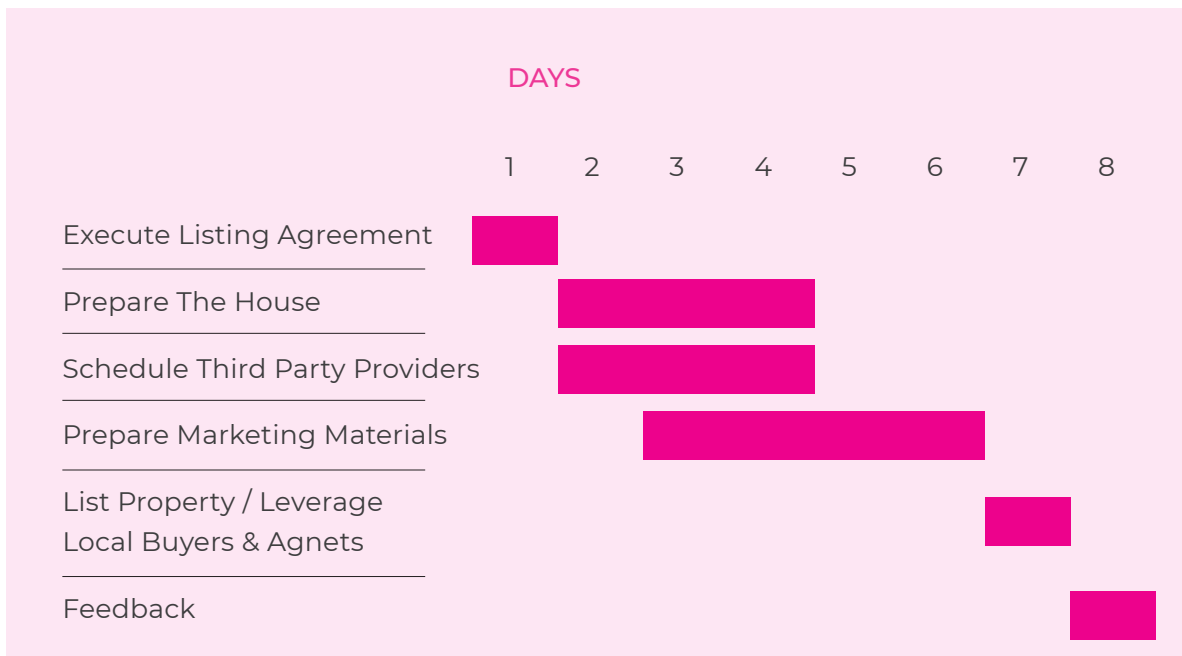 DAYS
1 2 3 4 5 6 7 8
Execute Listing Agreement
Prepare The House
Schedule Third Party Providers
Prepare Marketing Materials
List Property / Leverage
Local Buyers & Agnets
Feedback